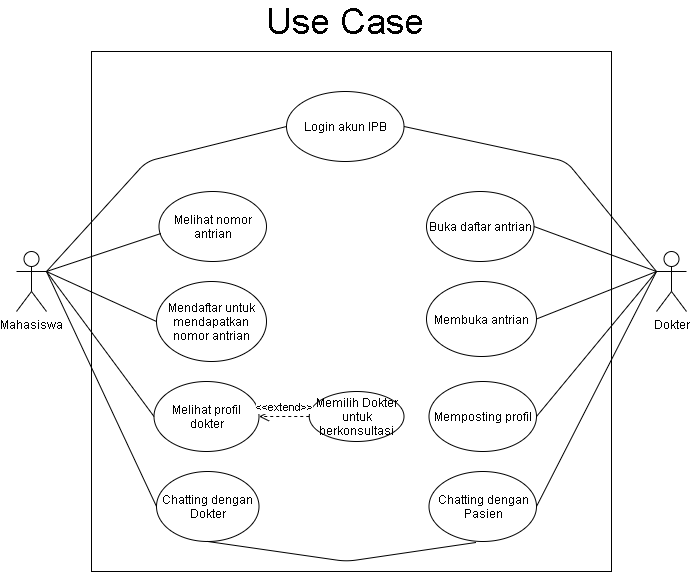 Use Case
Login akun IPB
Melihat nomor
antrian
Buka daftar antrian
Mahasiswa
Dokter
Mendaftar untuk
mendapatkan
nomor antrian
Membuka antrian
Melihat profil
dokter
<<extend>>
Memilih Dokter
untuk
berkonsultasi
Memposting profil
Chatting dengan
Dokter
Chatting dengan
Pasien